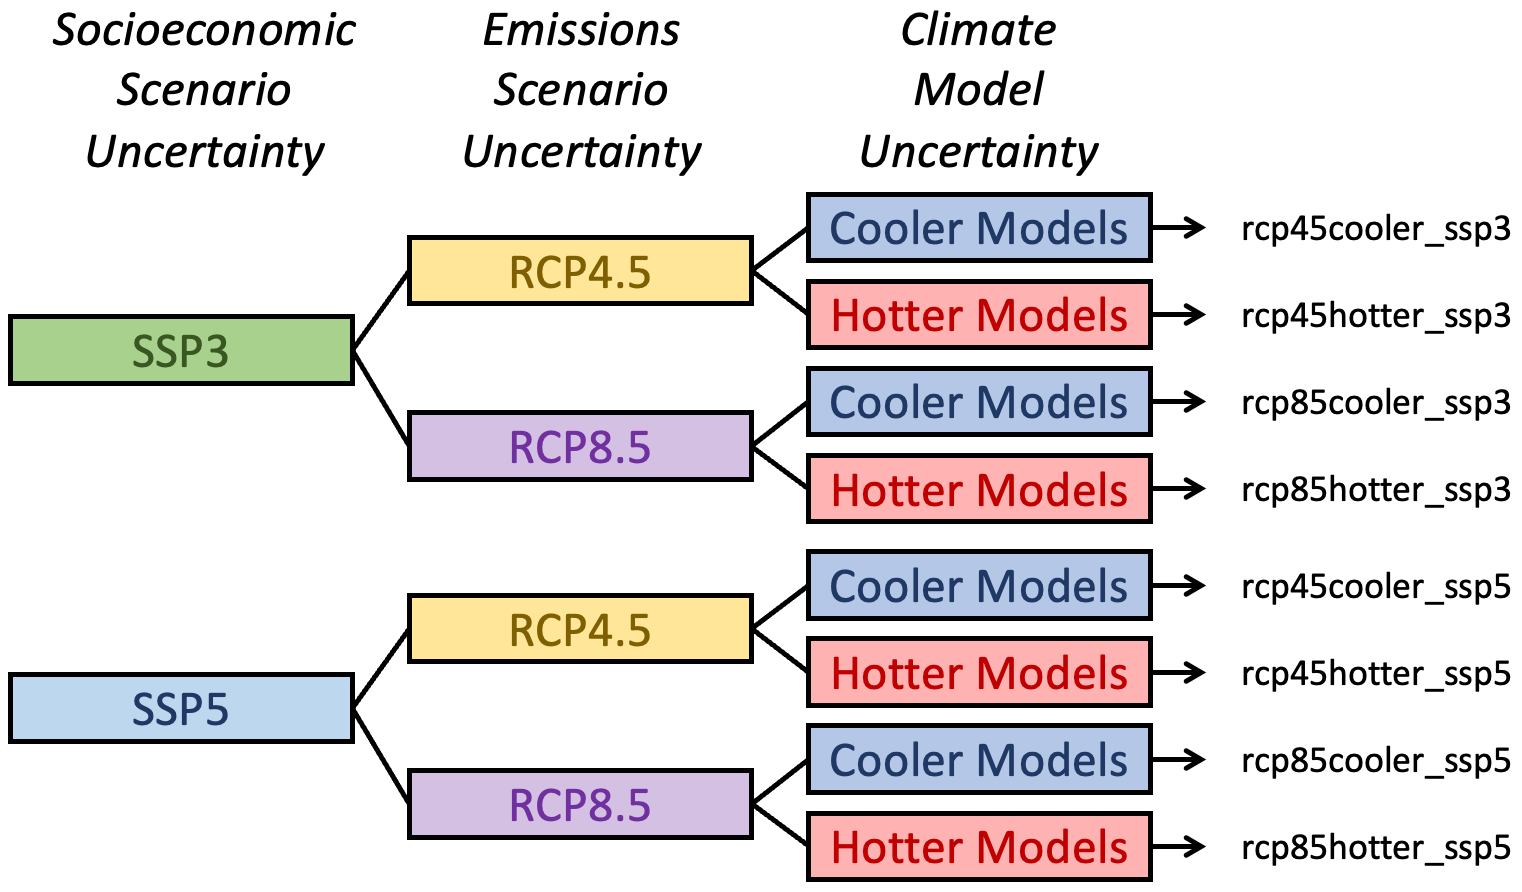 Socioeconomic
Scenario
Uncertainty
Emissions
Scenario
Uncertainty
Climate
Model
Uncertainty
SSP3
RCP4.5
Cooler Models
rcp45cooler_ssp3
Hotter Models
rcp45hotter_ssp3
RCP8.5
Cooler Models
rcp85cooler_ssp3
Hotter Models
rcp85hotter_ssp3
SSP5
RCP4.5
Cooler Models
rcp45cooler_ssp5
Hotter Models
rcp45hotter_ssp5
RCP8.5
Cooler Models
rcp85cooler_ssp5
Hotter Models
rcp85hotter_ssp5